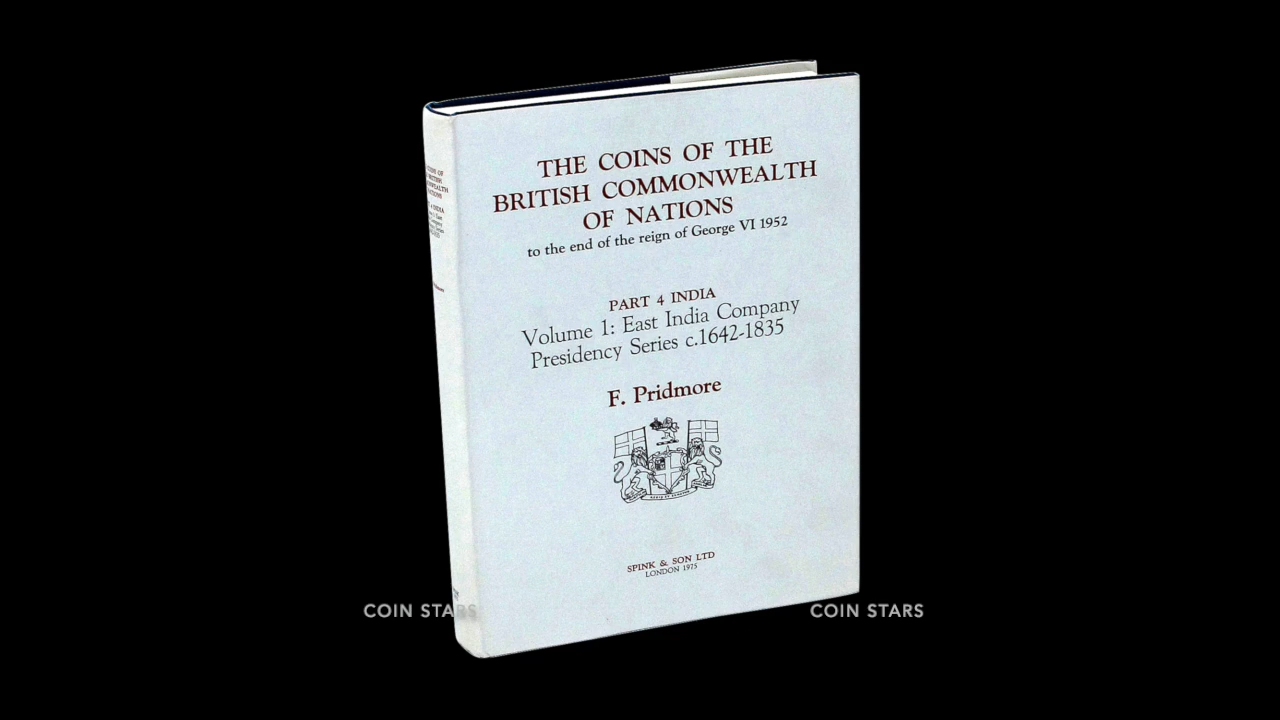 THE COINS OF THE
BRITISH COMMONWEALTH
OF NATIONS
to the end of the reign of George VI 1952
PART 4 INDIA
Volume 1: East India Company
Presidency Series c.1642-1835
F. Pridmore
SPINK & SON LTD
LONDON 1975
COIN STARS
COIN STARS